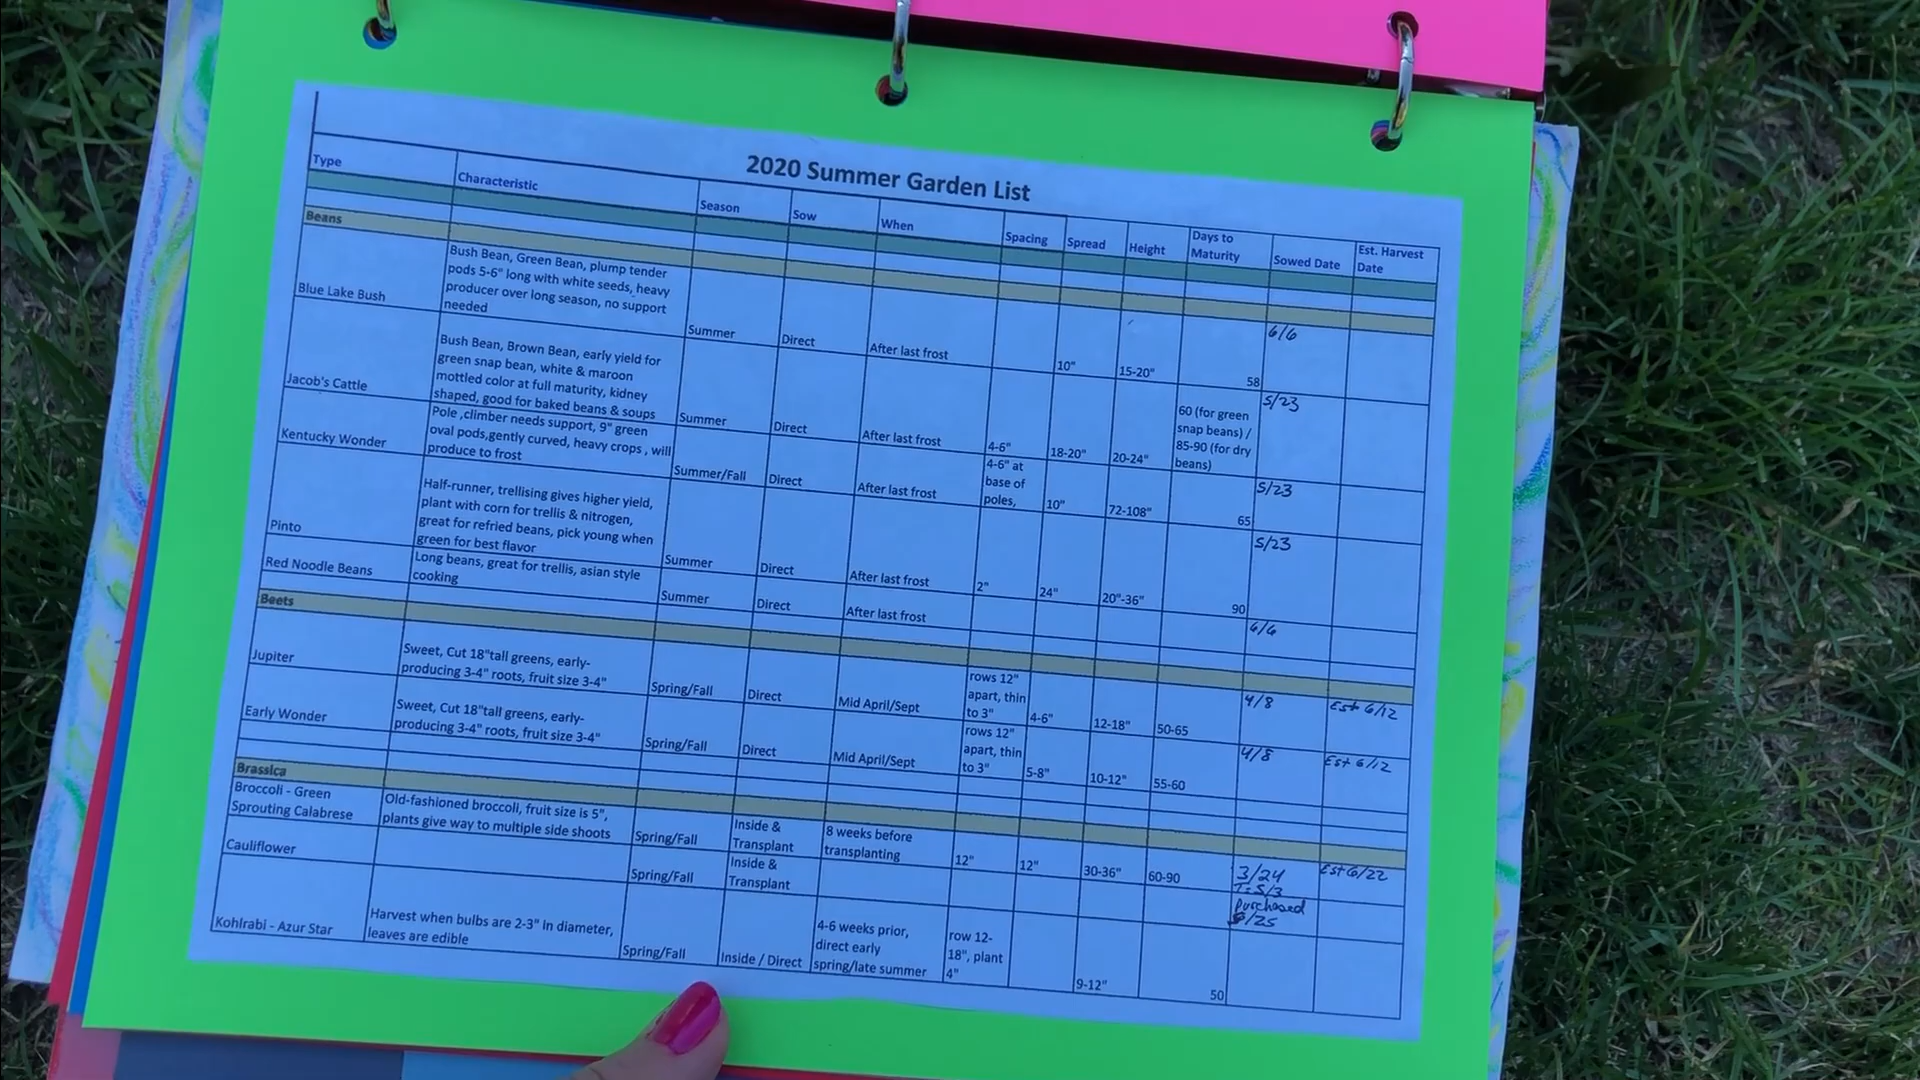 2020 Summer Garden List
Type
Characteristic
Season
Sow
When
Spacing
Spread
Height
Days to
Maturity
Sowed Date
Est. Harvest
Date
Beans
Blue Lake Bush
Bush Bean, Green Bean, plump tender
pods 5-6" long with white seeds, heavy
producer over long season, no support
needed
Summer
Direct
After last frost
10"
15-20"
58
6/6
Jacob's Cattle
Bush Bean, Brown Bean, early yield for
green snap bean, white & maroon
mottled color at full maturity, kidney
shaped, good for baked beans & soups
Summer
Direct
After last frost
4-6"
18-20"
20-24"
60 (for green
snap beans) /
85-90 (for dry
beans)
5/23
Kentucky Wonder
Pole ,climber needs support, 9" green
oval pods,gently curved, heavy crops , will
produce to frost
Summer/Fall
Direct
After last frost
4-6" at
base of
poles,
10"
72-108"
65
5/23
Pinto
Half-runner, trellising gives higher yield,
plant with corn for trellis & nitrogen,
great for refried beans, pick young when
green for best flavor
Summer
Direct
After last frost
2"
24"
20"-36"
90
5/23
Red Noodle Beans
Long beans, great for trellis, asian style
cooking
Summer
Direct
After last frost
6/6
Beets
Jupiter
Sweet, Cut 18"tall greens, early-
producing 3-4" roots, fruit size 3-4"
Spring/Fall
Direct
Mid April/Sept
rows 12"
apart, thin
to 3"
4-6"
12-18"
50-65
4/8
Est 6/12
Early Wonder
Sweet, Cut 18"tall greens, early-
producing 3-4" roots, fruit size 3-4"
Spring/Fall
Direct
Mid April/Sept
rows 12"
apart, thin
to 3"
5-8"
10-12"
55-60
4/8
Est 6/12
Brassica
Broccoli - Green
Sprouting Calabrese
Old-fashioned broccoli, fruit size is 5",
plants give way to multiple side shoots
Spring/Fall
Inside &
Transplant
8 weeks before
transplanting
12"
12"
30-36"
60-90
3/24
T: 5/3
Est 6/22
Cauliflower
Spring/Fall
Inside &
Transplant
Purchased
/25
Kohlrabi - Azur Star
Harvest when bulbs are 2-3" In diameter,
leaves are edible
Spring/Fall
Inside / Direct
4-6 weeks prior,
direct early
spring/late summer
row 12-
18", plant
4"
9-12"
50